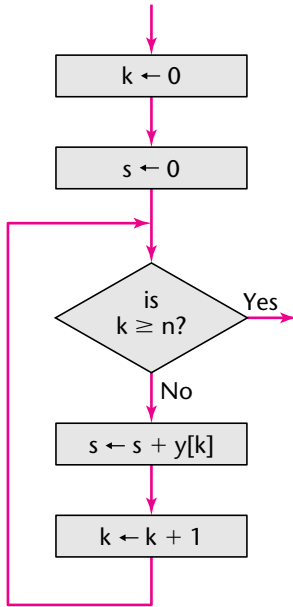 k ← 0
s ← 0
is
k ≥ n?
Yes
No
s ← s + y[k]
k ← k + 1